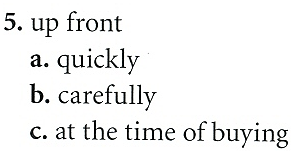 5. up front
a. quickly
b. carefully
c. at the time of buying